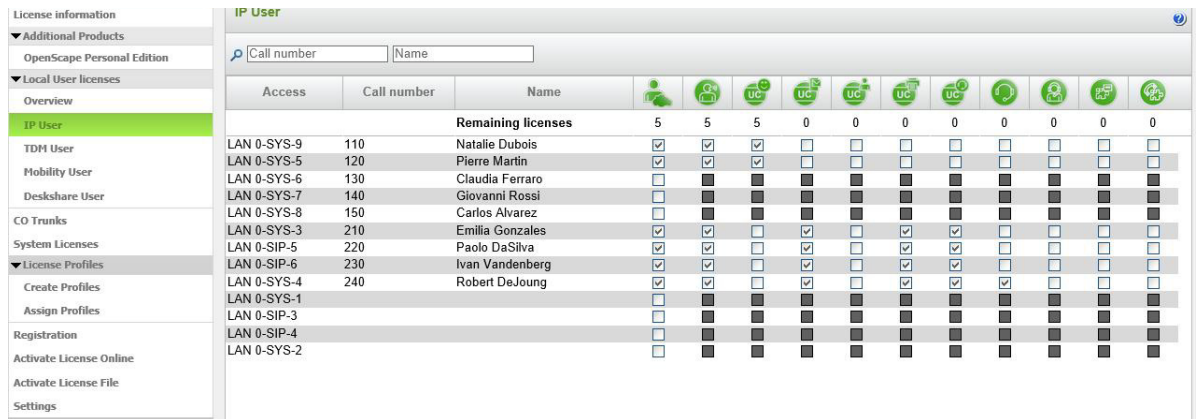 License information
Additional Products
OpenScape Personal Edition
Local User licenses
Overview
IP User
TDM User
Mobility User
Deskshare User
CO Trunks
System Licenses
License Profiles
Create Profiles
Assign Profiles
Registration
Activate License Online
Activate License File
Settings
IP User
?
Call number Name
Access Call number Name UC UC UC UC UC
Remaining licenses 5 5 5 0 0 0 0 0 0 0 0
LAN 0-SYS-9 110 Natalie Dubois
LAN 0-SYS-5 120 Pierre Martin
LAN 0-SYS-6 130 Claudia Ferraro
LAN 0-SYS-7 140 Giovanni Rossi
LAN 0-SYS-8 150 Carlos Alvarez
LAN 0-SYS-3 210 Emilia Gonzales
LAN 0-SIP-5 220 Paolo DaSilva
LAN 0-SIP-6 230 Ivan Vandenberg
LAN 0-SYS-4 240 Robert DeJoung
LAN 0-SYS-1
LAN 0-SIP-3
LAN 0-SIP-4
LAN 0-SYS-2